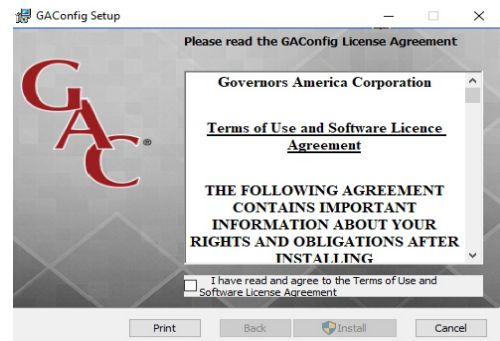 GAConfig Setup
Please read the GAConfig License Agreement
GAC®
Governors America Corporation
Terms of Use and Software Licence
Agreement
THE FOLLOWING AGREEMENT
CONTAINS IMPORTANT
INFORMATION ABOUT YOUR
RIGHTS AND OBLIGATIONS AFTER
INSTALLING
I have read and agree to the Terms of Use and
Software License Agreement
Print Back Install Cancel